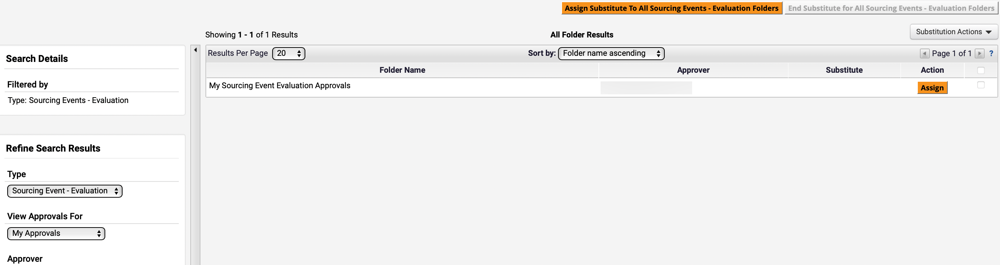 Assign Substitute To All Sourcing Events - Evaluation Folders
End Substitute for All Sourcing Events - Evaluation Folders
Showing 1 - 1 of 1 Results
All Folder Results
Substitution Actions
Search Details
Filtered by
Type: Sourcing Events - Evaluation
Refine Search Results
Type
Sourcing Event - Evaluation
View Approvals For
My Approvals
Approver
Results Per Page 20
Sort by: Folder name ascending
Page 1 of 1 ?
Folder Name Approver Substitute Action
My Sourcing Event Evaluation Approvals Assign